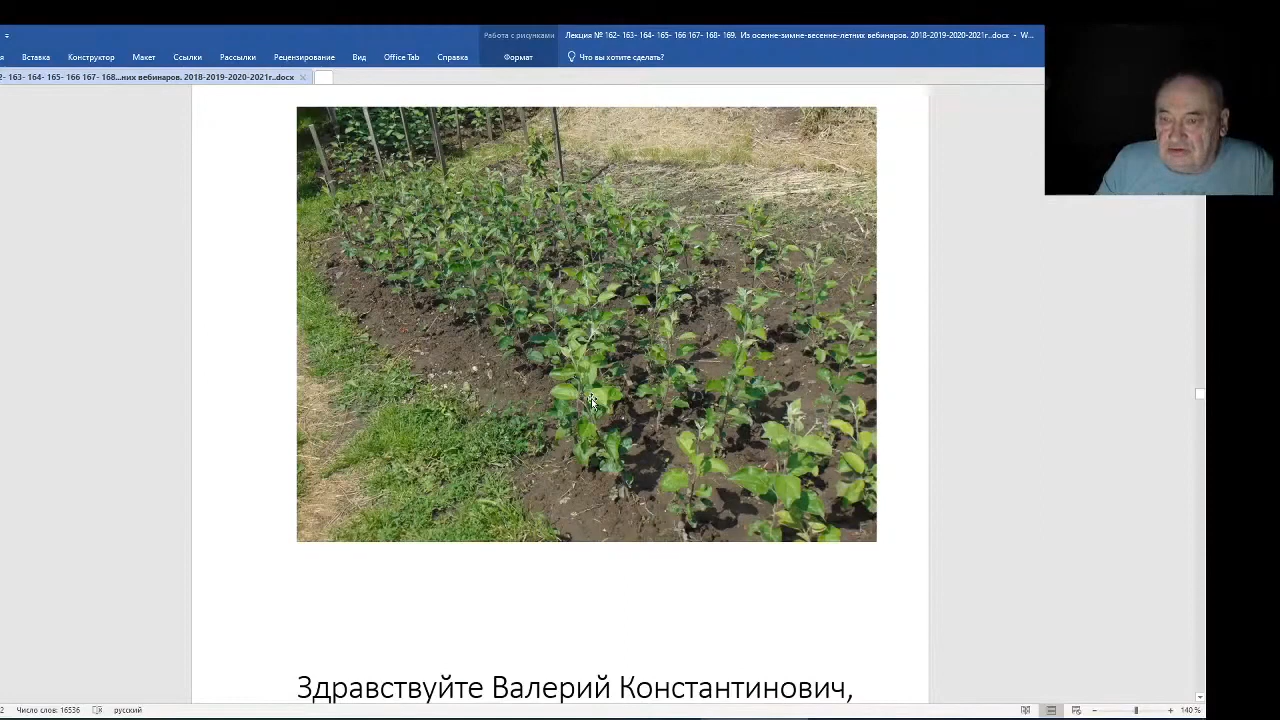 Работа с рисунками
Лекция № 162- 163- 164- 165- 166 167- 168- 169. Из осенне-зимне-весенне-летних вебинаров. 2018-2019-2020-2021г..docx - W...
я Вставка Конструктор Макет Ссылки Рассылки Рецензирование Вид Office Tab Справка Формат Что вы хотите сделать?
2- 163- 164- 165- 166 167- 168...них вебинаров. 2018-2019-2020-2021г..docx
Здравствуйте Валерий Константинович,
2 Число слов: 16536 русский 140 %